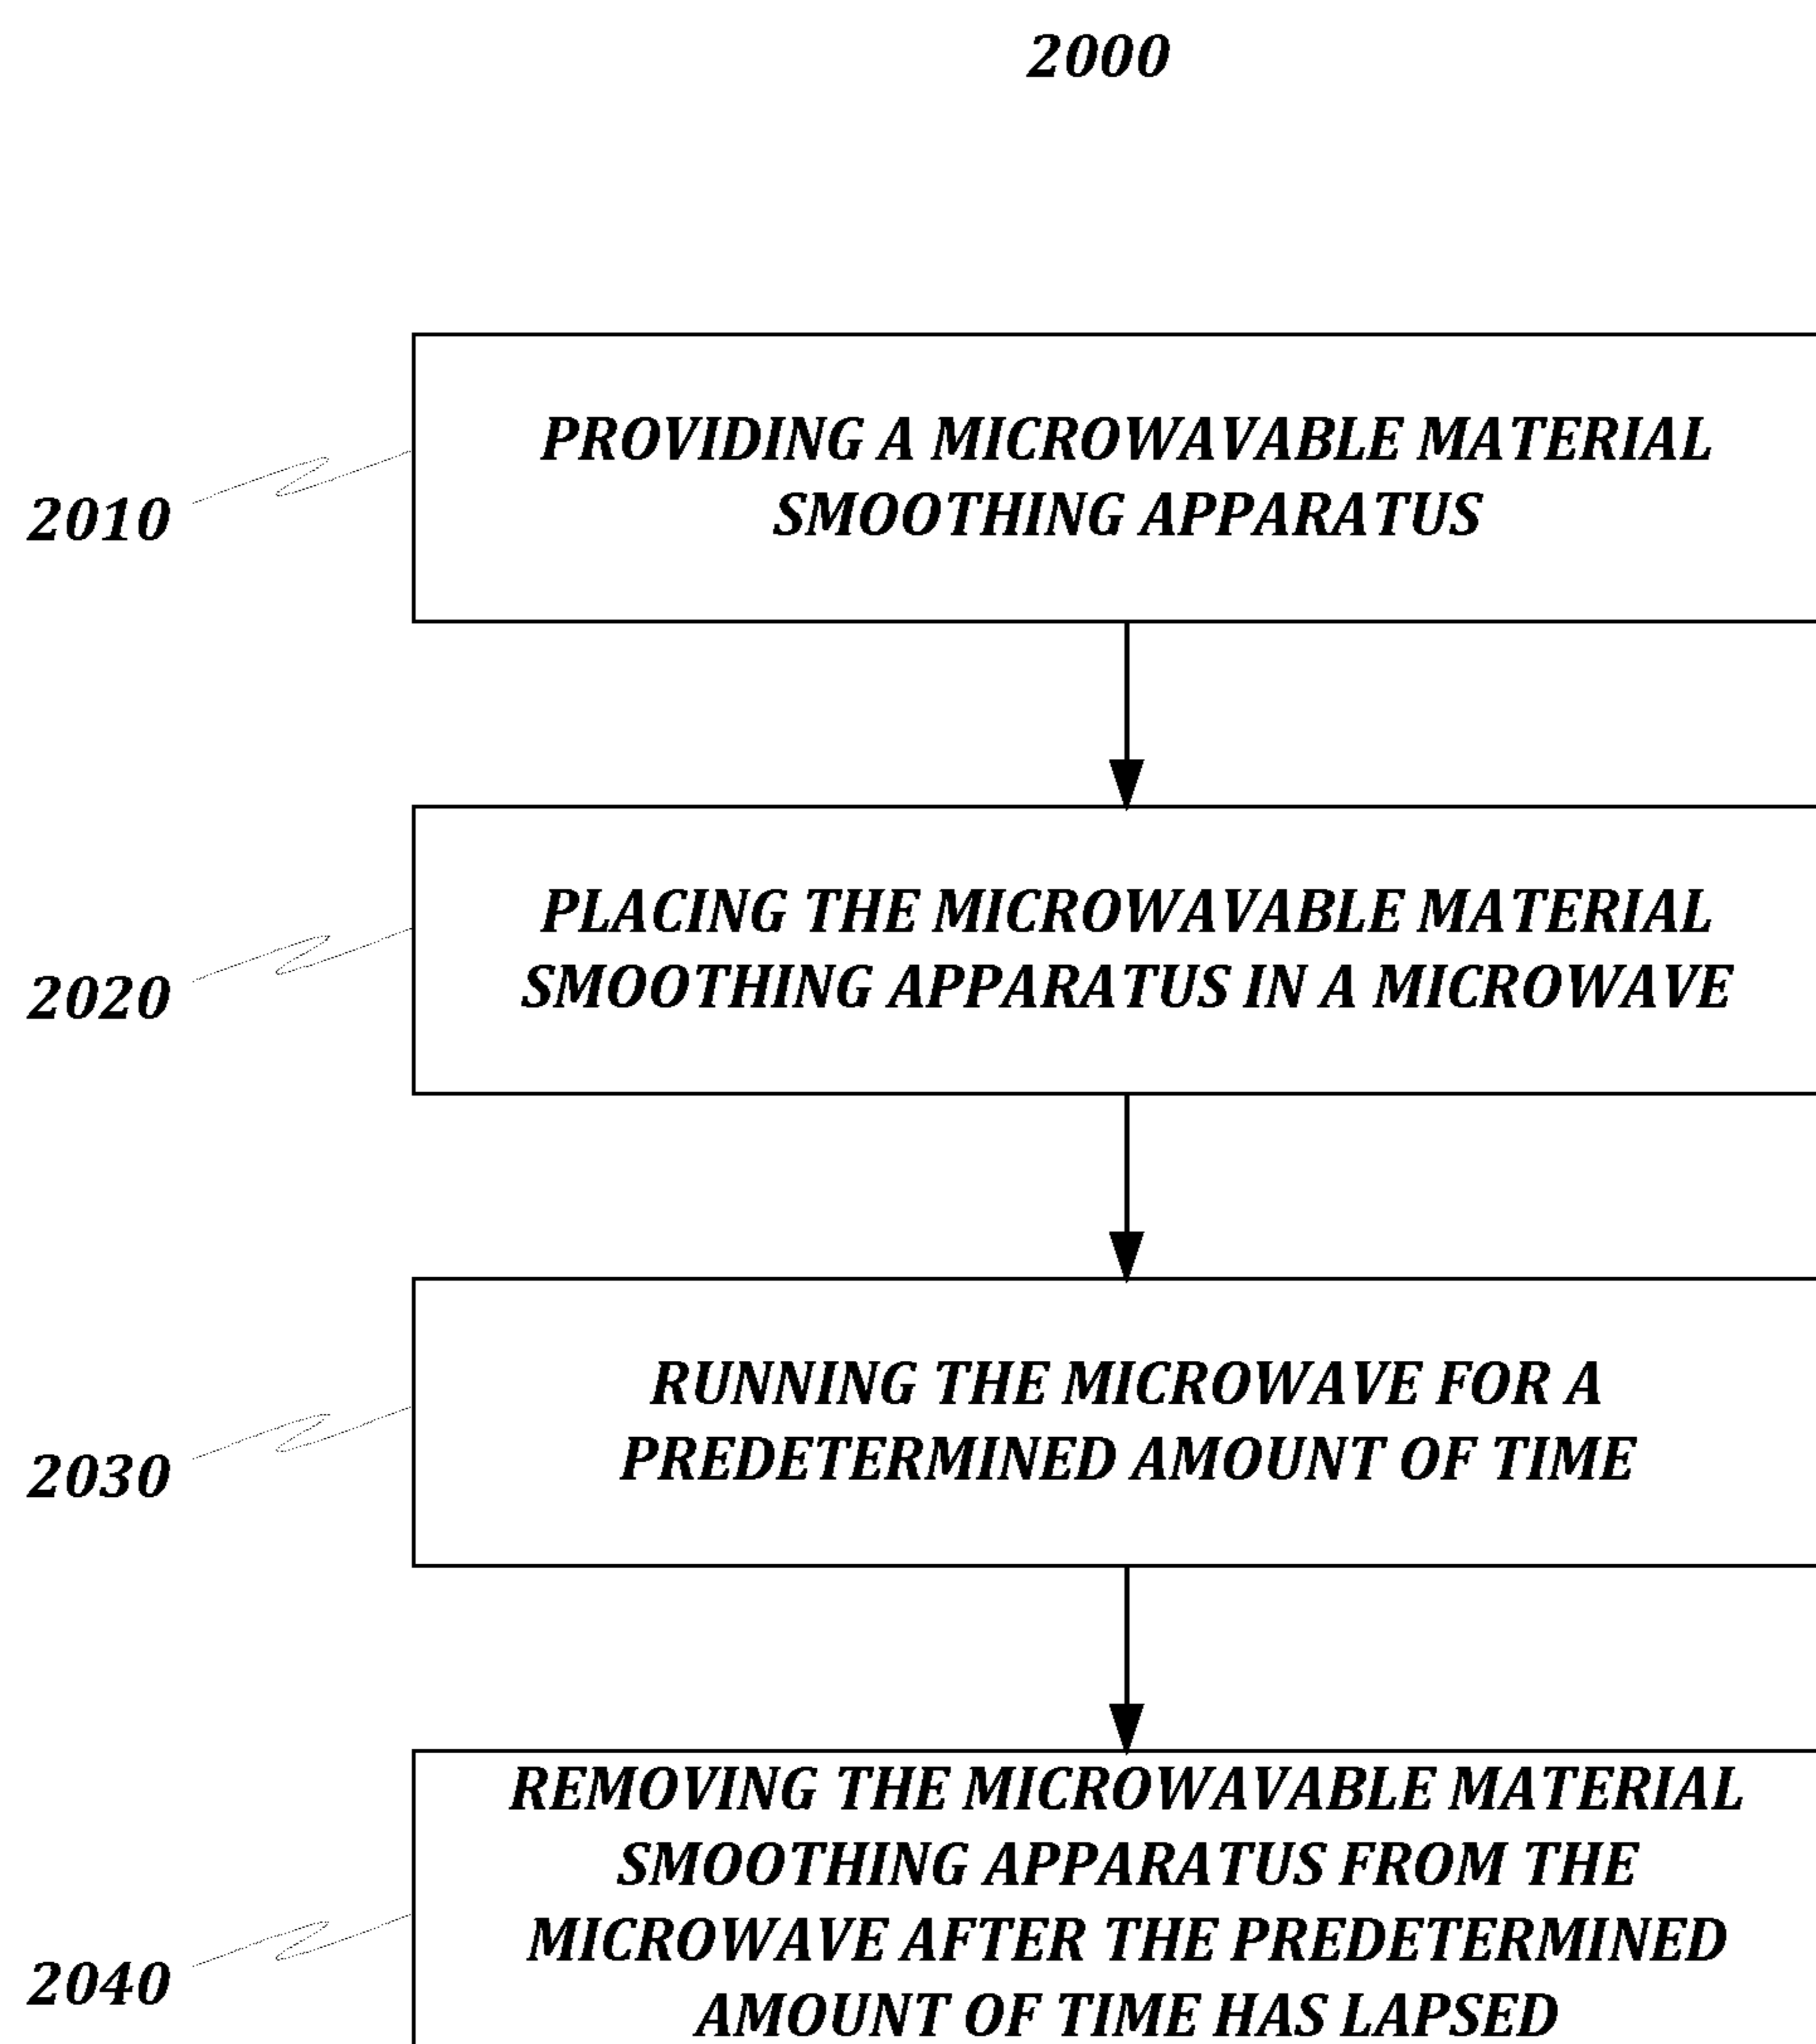 2000
PROVIDING A MICROWAVABLE MATERIAL
SMOOTHING APPARATUS
2010
PLACING THE MICROWAVABLE MATERIAL
SMOOTHING APPARATUS IN A MICROWAVE
2020
RUNNING THE MICROWAVE FOR A
PREDETERMINED AMOUNT OF TIME
2030
REMOVING THE MICROWAVABLE MATERIAL
SMOOTHING APPARATUS FROM THE
MICROWAVE AFTER THE PREDETERMINED
AMOUNT OF TIME HAS LAPSED
2040